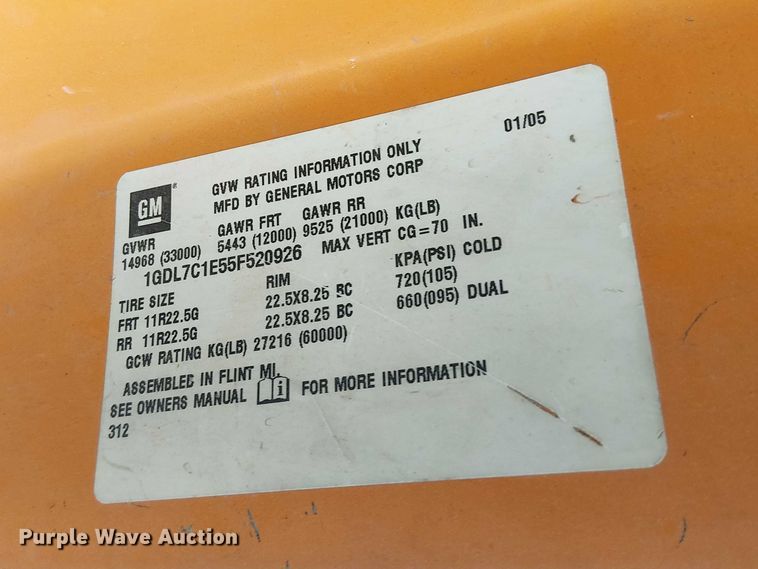 01/05
GM ®
GVW RATING INFORMATION ONLY
MFD BY GENERAL MOTORS CORP
GVWR GAWR FRT GAWR RR
14968 (33000) 5443 (12000) 9525 (21000) KG(LB)
1GDL7C1E55F520926 MAX VERT CG=70 IN.
TIRE SIZE RIM KPA(PSI) COLD
FRT 11R22.5G 22.5X8.25 BC 720(105)
RR 11R22.5G 22.5X8.25 BC 660(095) DUAL
GCW RATING KG(LB) 27216 (60000)
ASSEMBLED IN FLINT MI.
SEE OWNERS MANUAL i FOR MORE INFORMATION
312
Purple Wave Auction